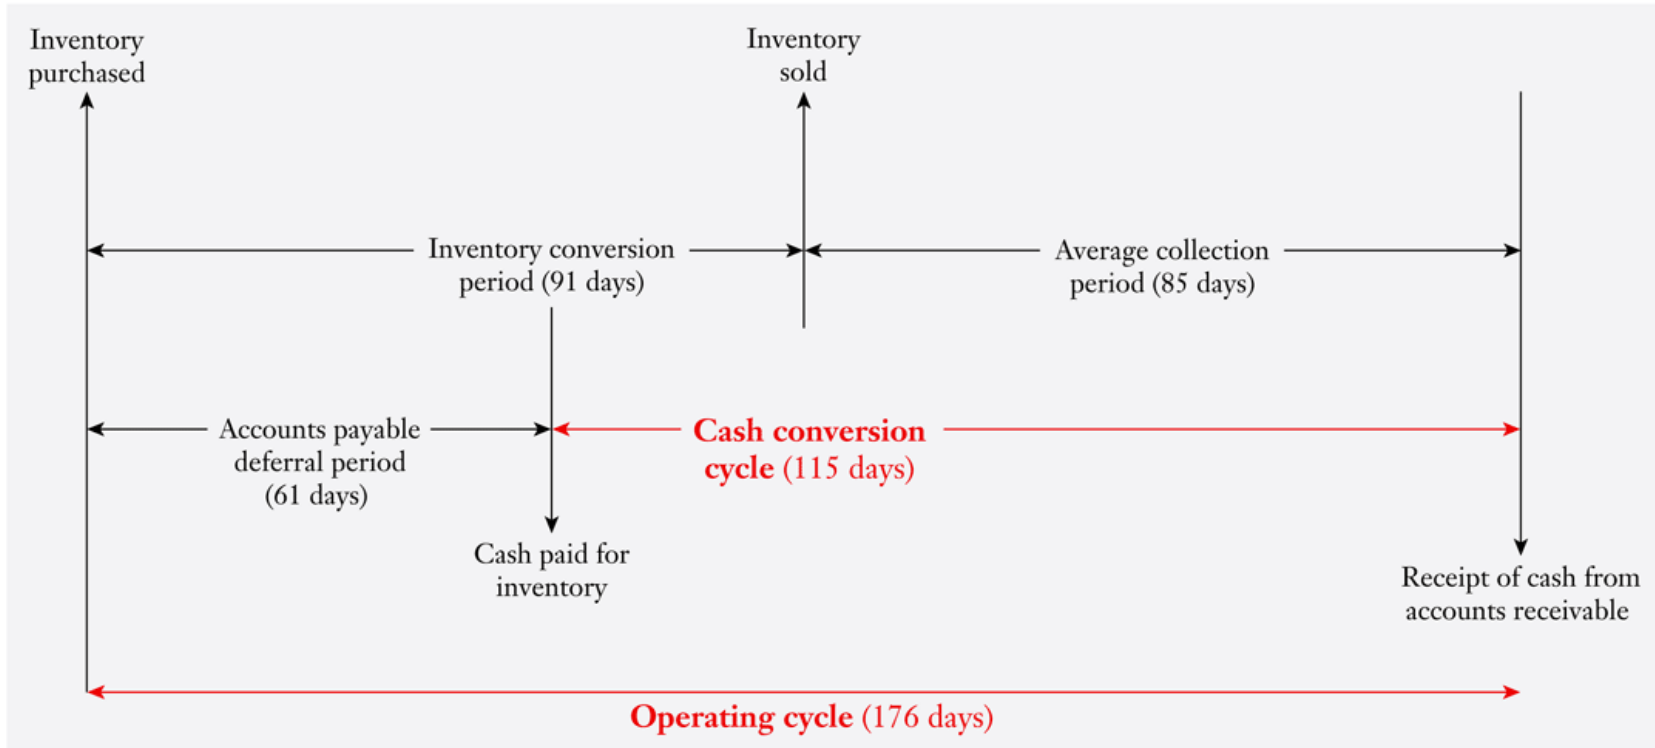 Inventory
purchased
Inventory
sold
Inventory conversion
period (91 days)
Average collection
period (85 days)
Accounts payable
deferral period
(61 days)
Cash conversion
cycle (115 days)
Cash paid for
inventory
Receipt of cash from
accounts receivable
Operating cycle (176 days)